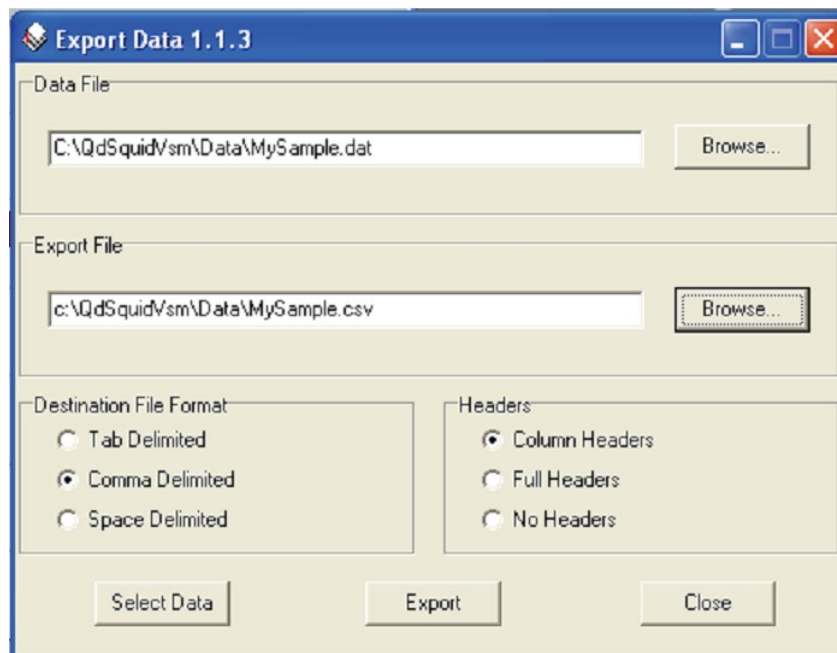 Export Data 1.1.3
Data File
C:\QdSquidVsm\Data\MySample.dat
Browse...
Export File
c:\QdSquidVsm\Data\MySample.csv
Browse...
Destination File Format
Tab Delimited
Comma Delimited
Space Delimited
Headers
Column Headers
Full Headers
No Headers
Select Data
Export
Close